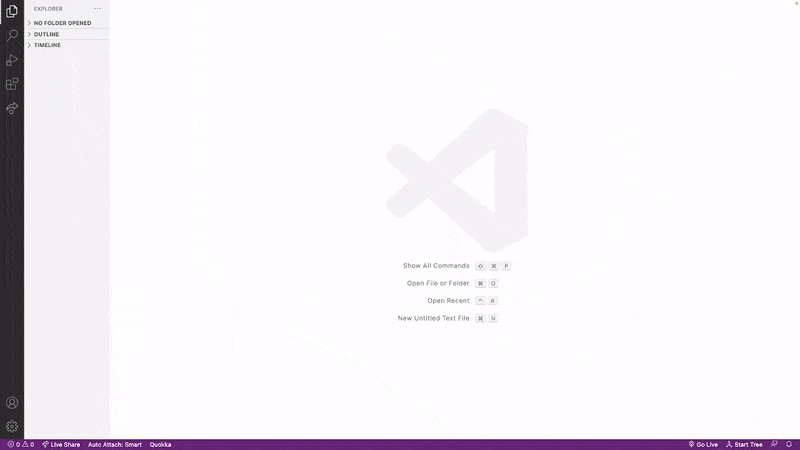 EXPLORER
NO FOLDER OPENED
OUTLINE
TIMELINE
Show All Commands ⇧ ⌘ P
Open File or Folder ⌘ O
Open Recent ^ R
New Untitled Text File ⌘ N
0 0 Live Share Auto Attach: Smart Quokka Go Live Start Tree